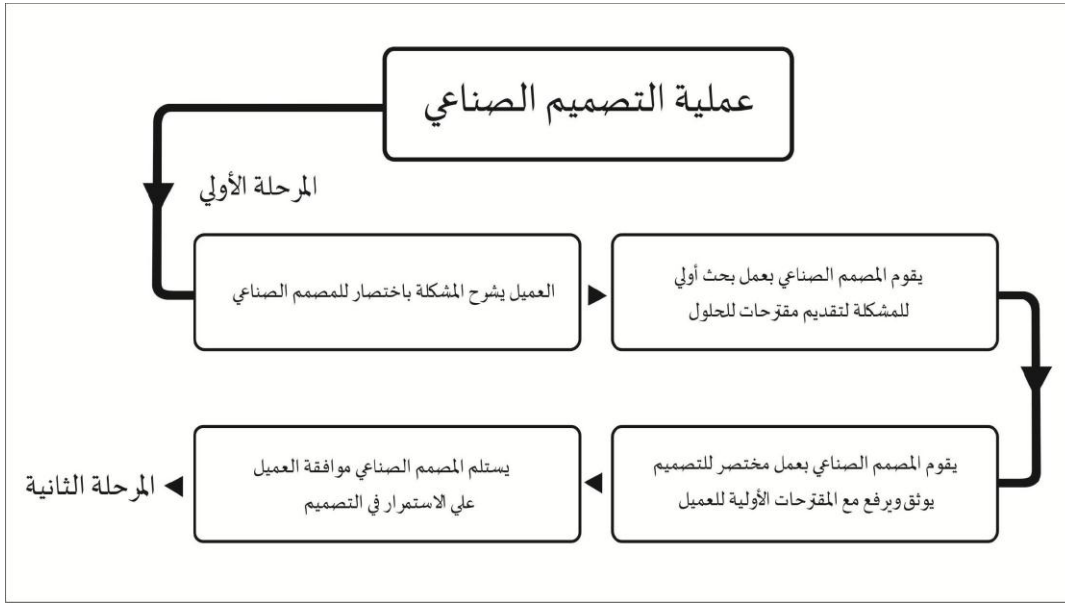 عملية التصميم الصناعي
المرحلة الأولي
العميل يشرح المشكلة باختصار للمصمم الصناعي
يقوم المصمم الصناعي بعمل بحث أولي
للمشكلة لتقديم مقترحات للحلول
يقوم المصمم الصناعي بعمل مختصر للتصميم
يوثق ويرفع مع المقترحات الأولية للعميل
يستلم المصمم الصناعي موافقة العميل
علي الاستمرار في التصميم
المرحلة الثانية